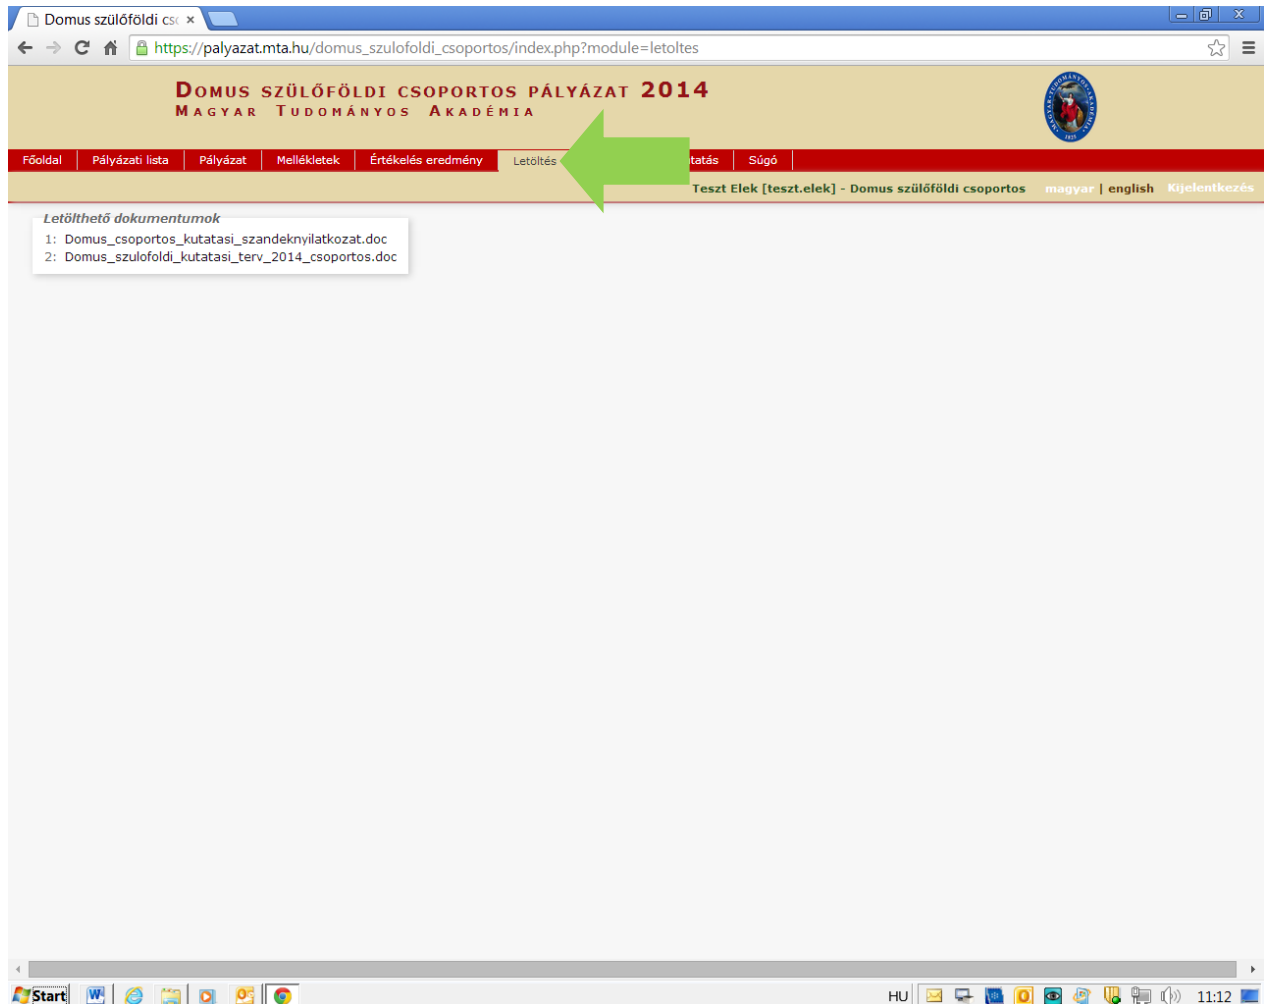 Domus szülőföldi cso
https://palyazat.mta.hu/domus_szulofoldi_csoportos/index.php?module=letoltes
Domus szülőföldi csoportos pályázat 2014
Magyar Tudományos Akadémia
Főoldal Pályázati lista Pályázat Mellékletek Értékelés eredmény Letöltés Súgó
Teszt Elek [teszt.elek] - Domus szülőföldi csoportos magyar | english Kijelentkezés
Letölthető dokumentumok
1: Domus_csoportos_kutatasi_szandeknyilatkozat.doc
2: Domus_szulofoldi_kutatasi_terv_2014_csoportos.doc
Start HU 11:12